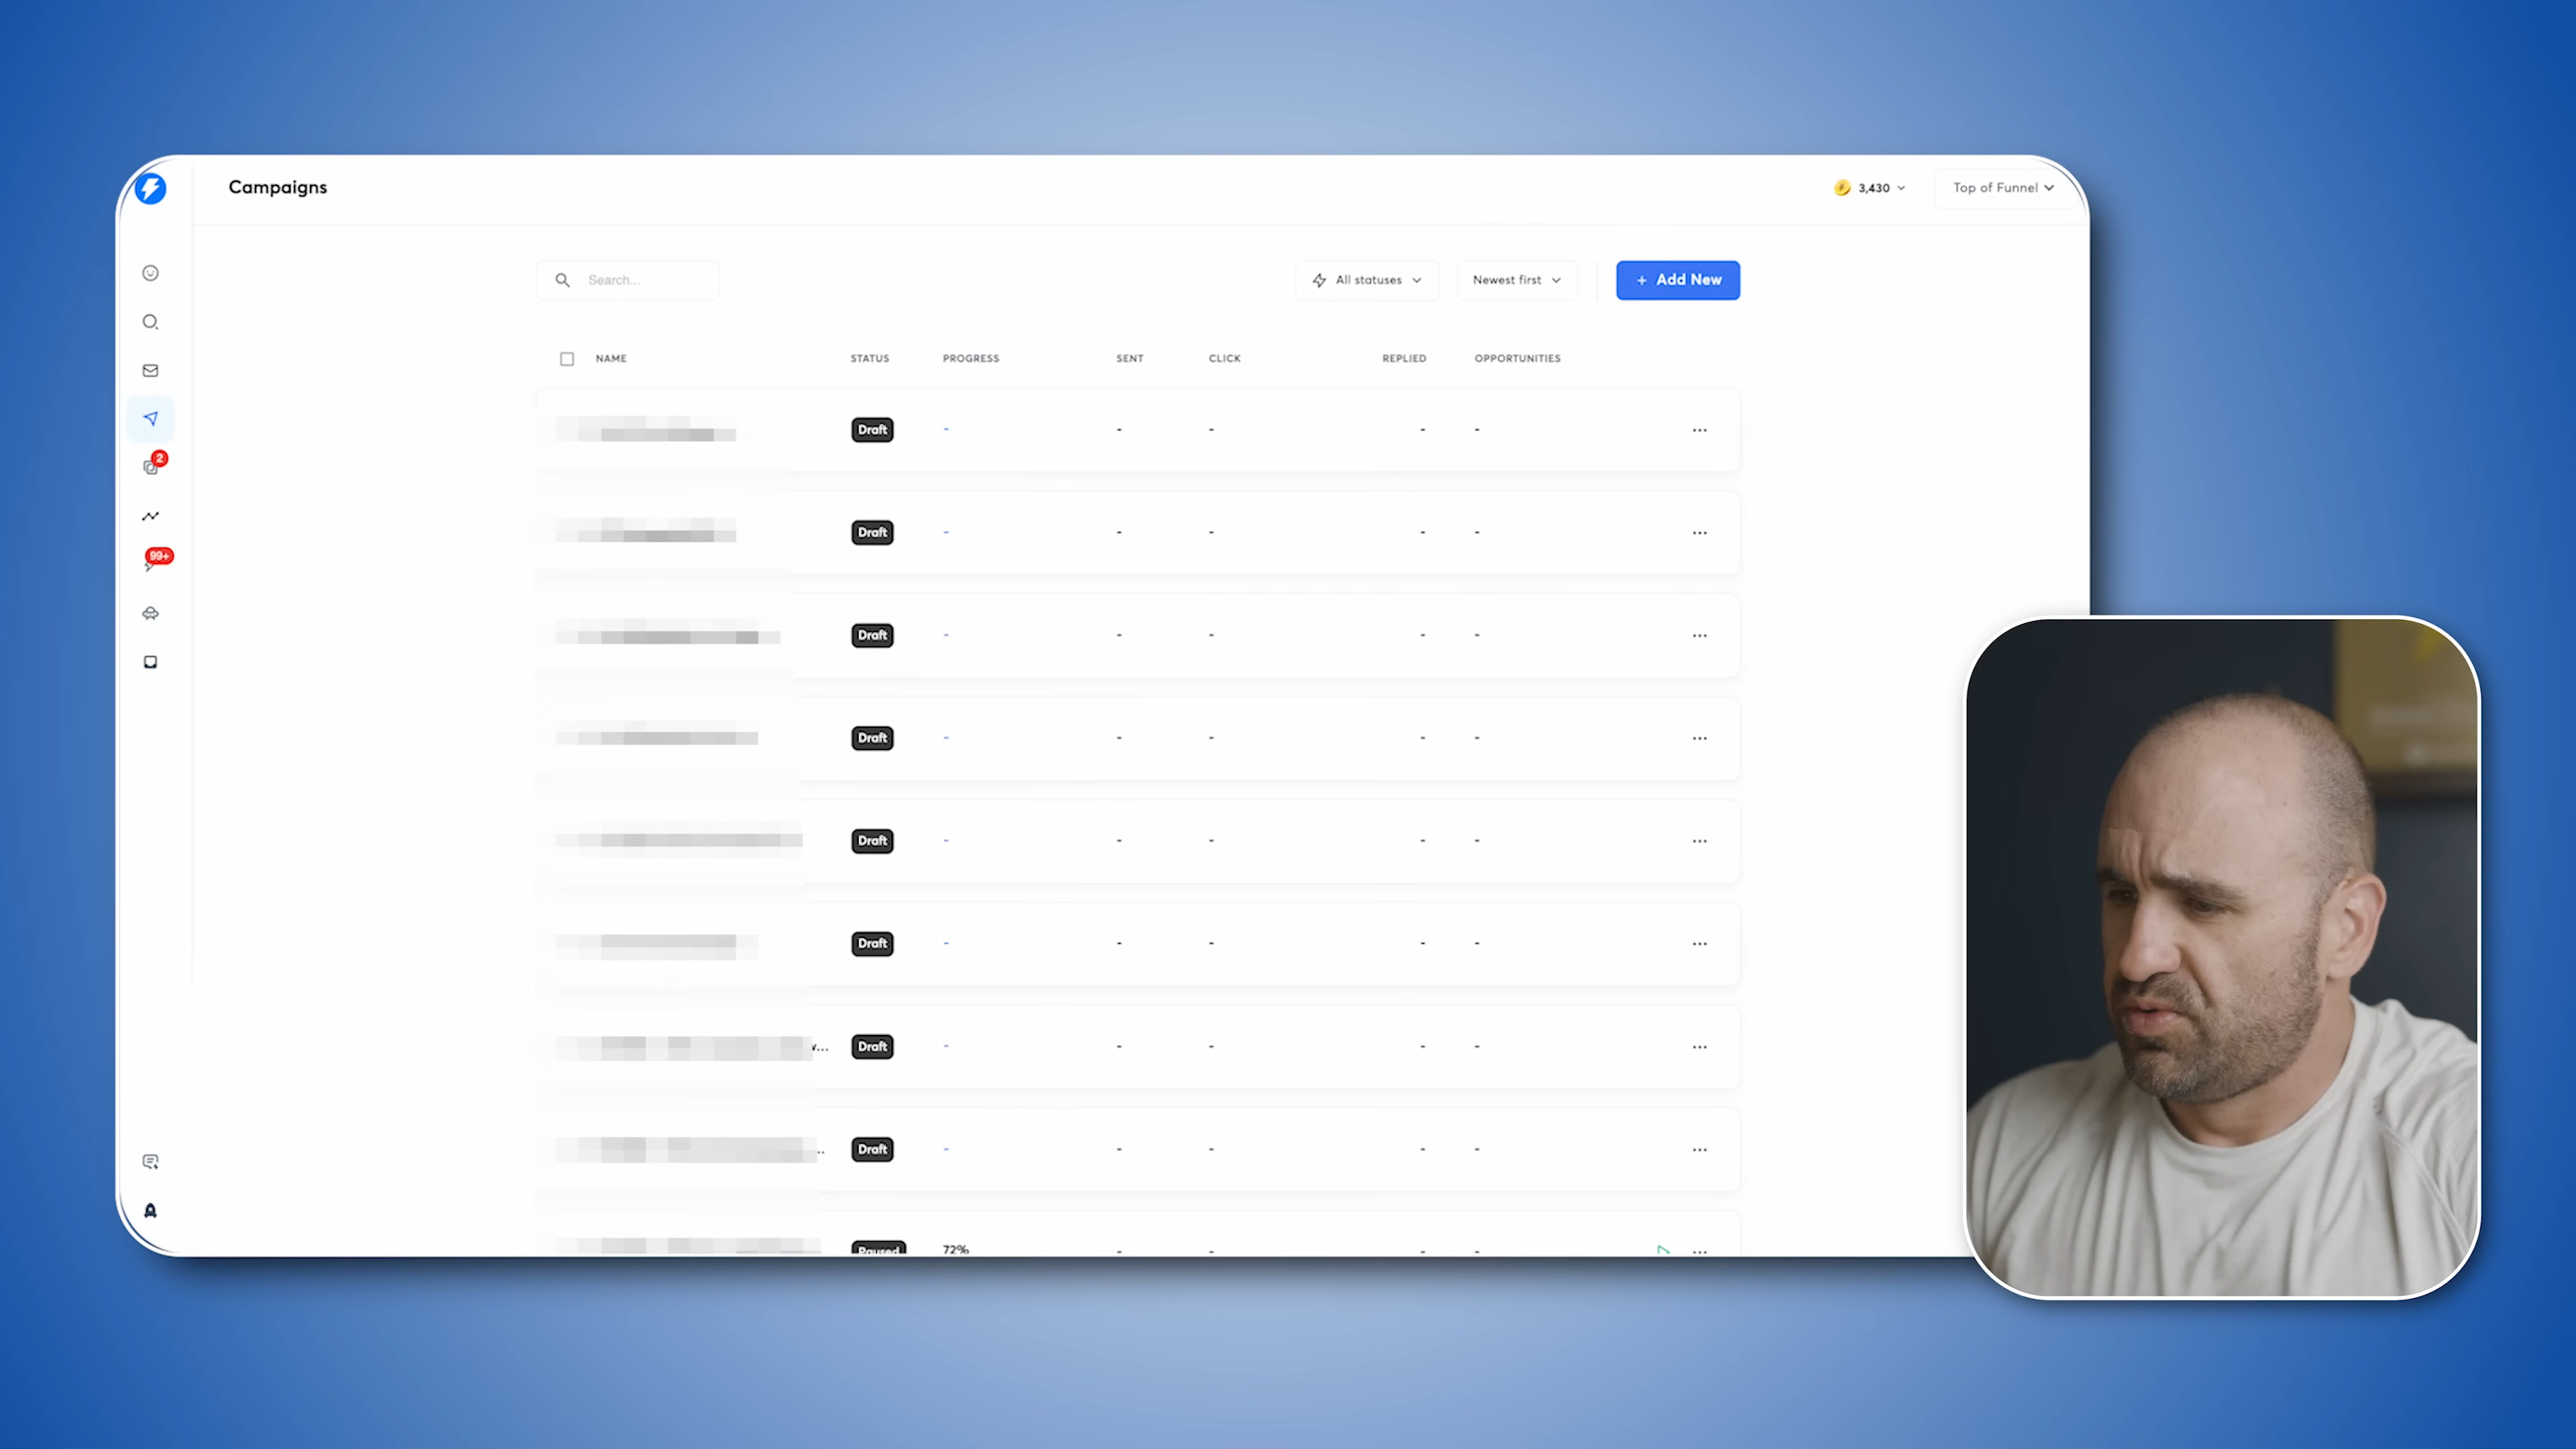 Campaigns
3,430
Top of Funnel
Search...
All statuses
Newest first
+ Add New
NAME STATUS PROGRESS SENT CLICK REPLIED OPPORTUNITIES
Draft - - - - -
Draft - - - - -
2
Draft - - - - -
99+
Draft - - - - -
Draft - - - - -
Draft - - - - -
... Draft - - - - -
Draft - - - - -
Paused 72% - - - -